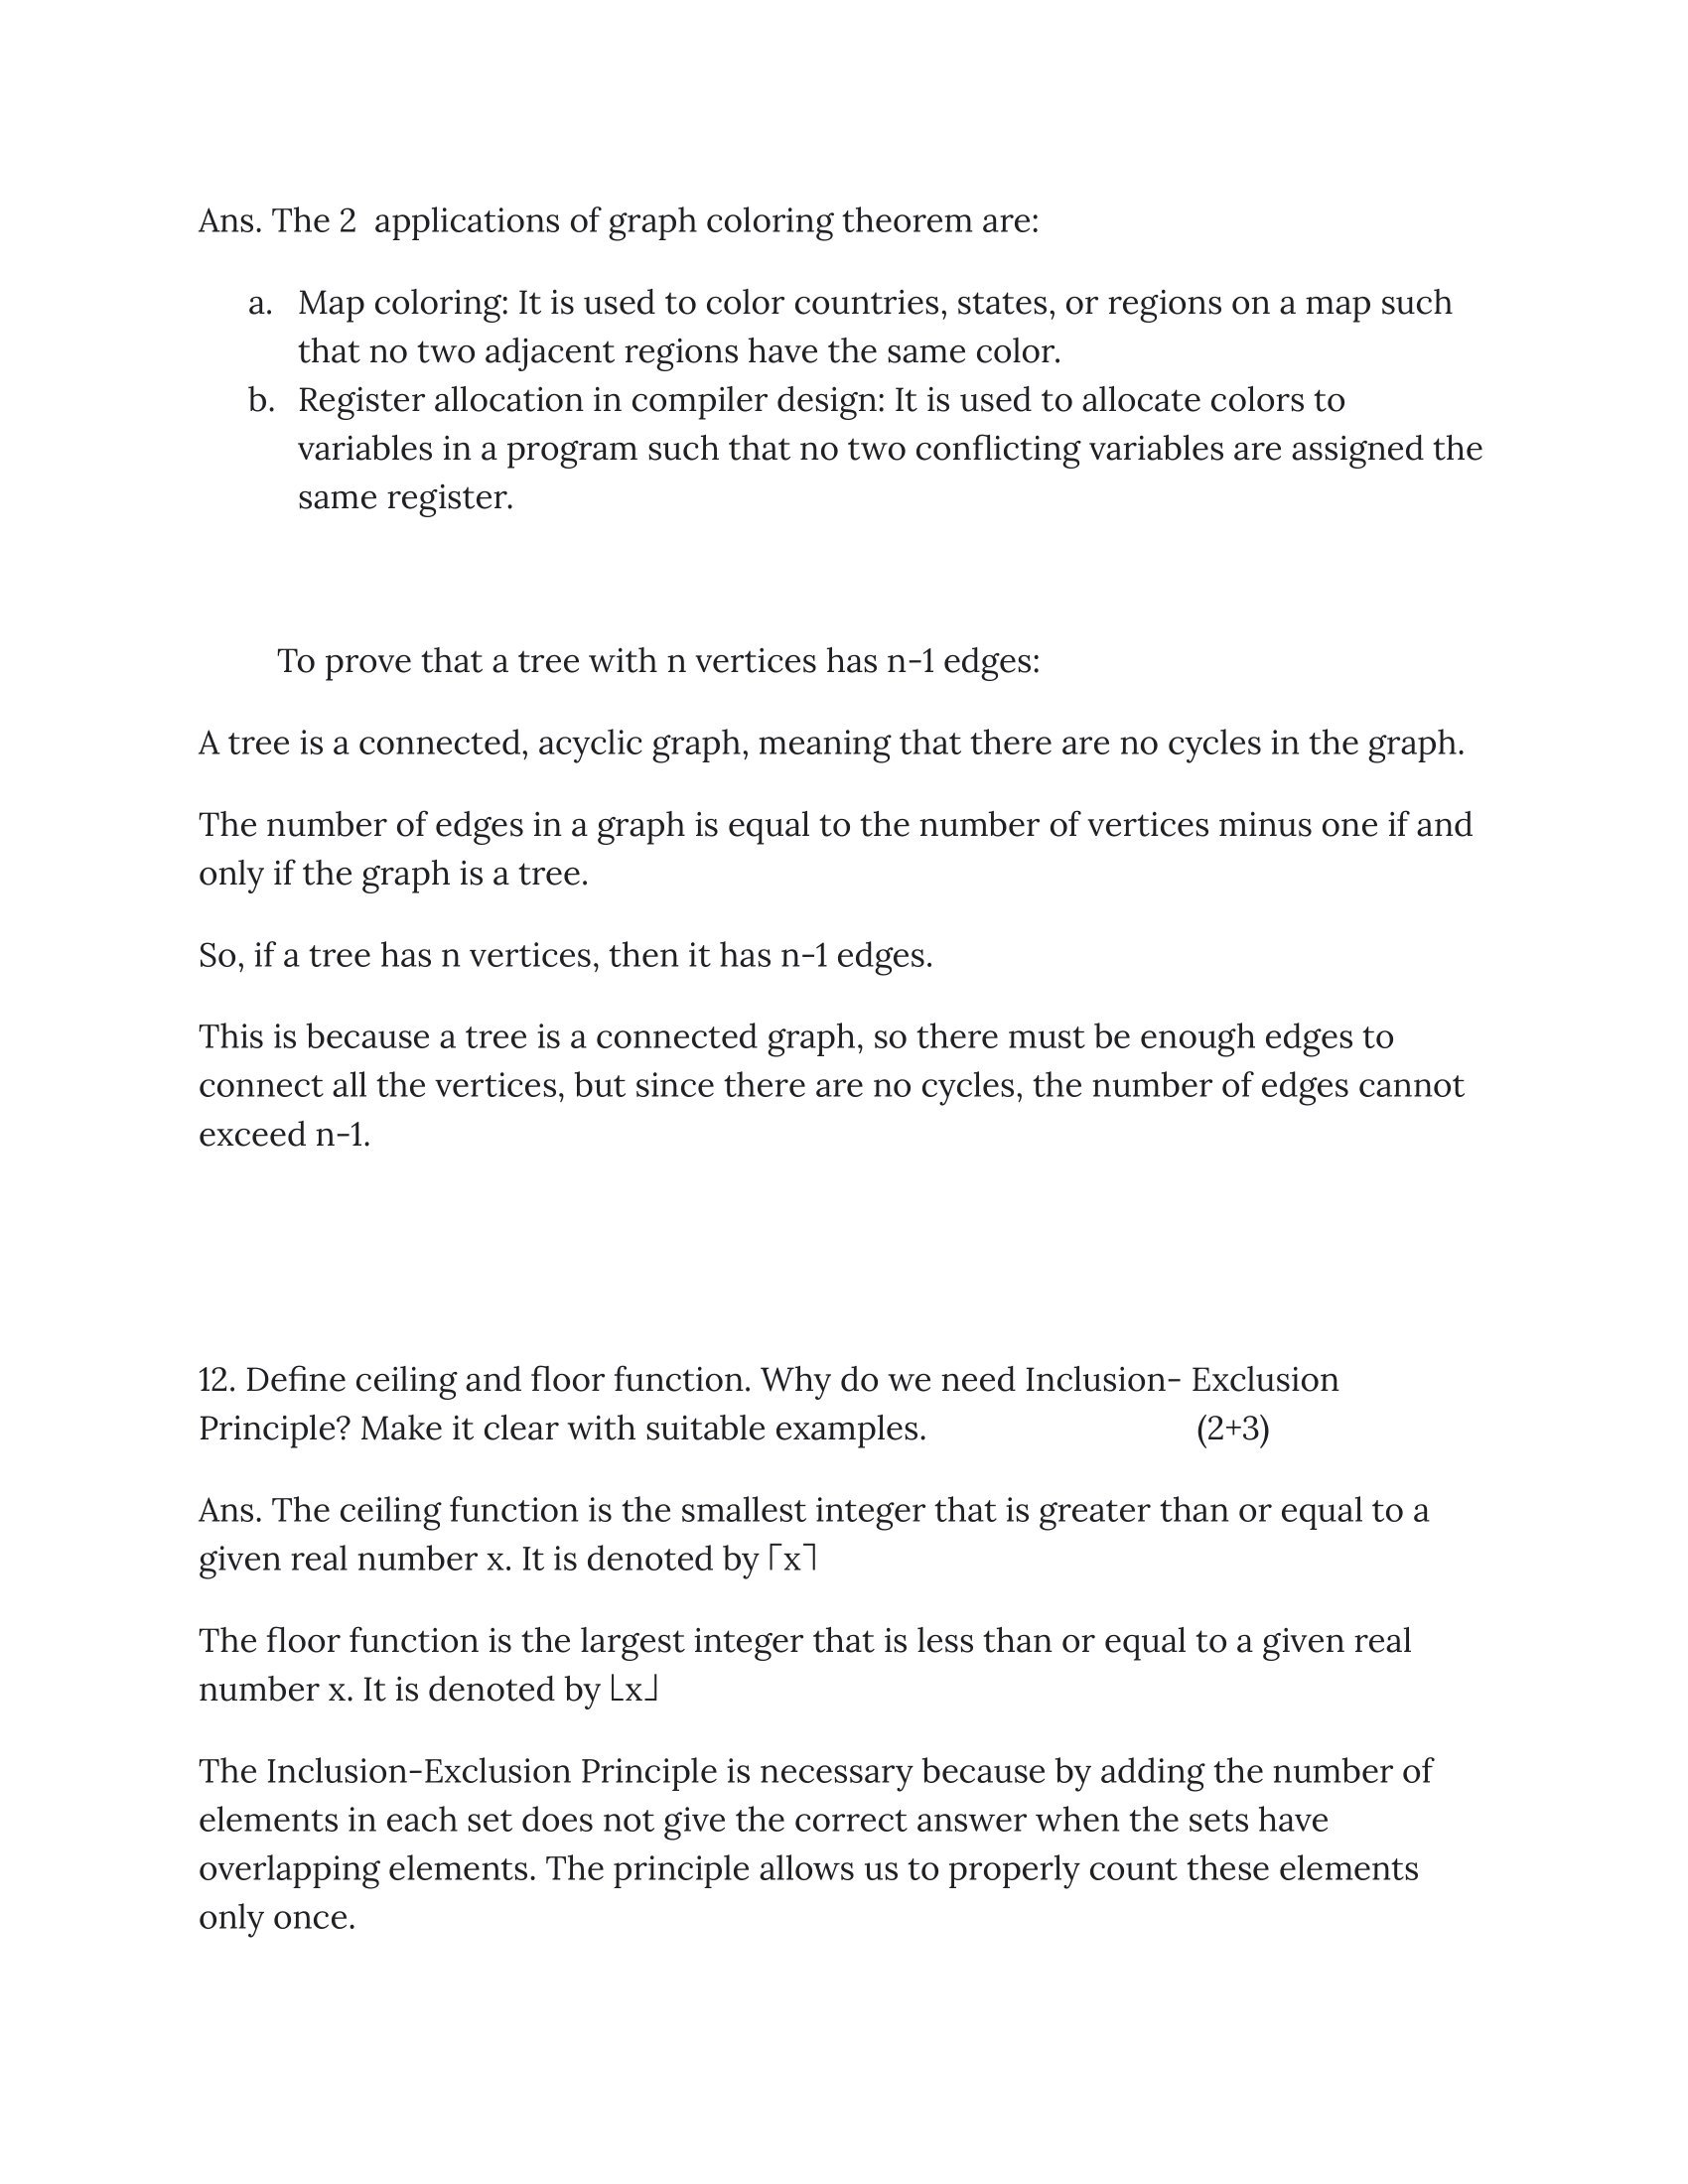 Ans. The 2  applications of graph coloring theorem are:
a. Map coloring: It is used to color countries, states, or regions on a map such
that no two adjacent regions have the same color.
b. Register allocation in compiler design: It is used to allocate colors to
variables in a program such that no two conflicting variables are assigned the
same register.
To prove that a tree with n vertices has n-1 edges:
A tree is a connected, acyclic graph, meaning that there are no cycles in the graph.
The number of edges in a graph is equal to the number of vertices minus one if and
only if the graph is a tree.
So, if a tree has n vertices, then it has n-1 edges.
This is because a tree is a connected graph, so there must be enough edges to
connect all the vertices, but since there are no cycles, the number of edges cannot
exceed n-1.
12. Define ceiling and floor function. Why do we need Inclusion- Exclusion
Principle? Make it clear with suitable examples. (2+3)
Ans. The ceiling function is the smallest integer that is greater than or equal to a
given real number x. It is denoted by ⌈x⌉
The floor function is the largest integer that is less than or equal to a given real
number x. It is denoted by ⌊x⌋
The Inclusion-Exclusion Principle is necessary because by adding the number of
elements in each set does not give the correct answer when the sets have
overlapping elements. The principle allows us to properly count these elements
only once.